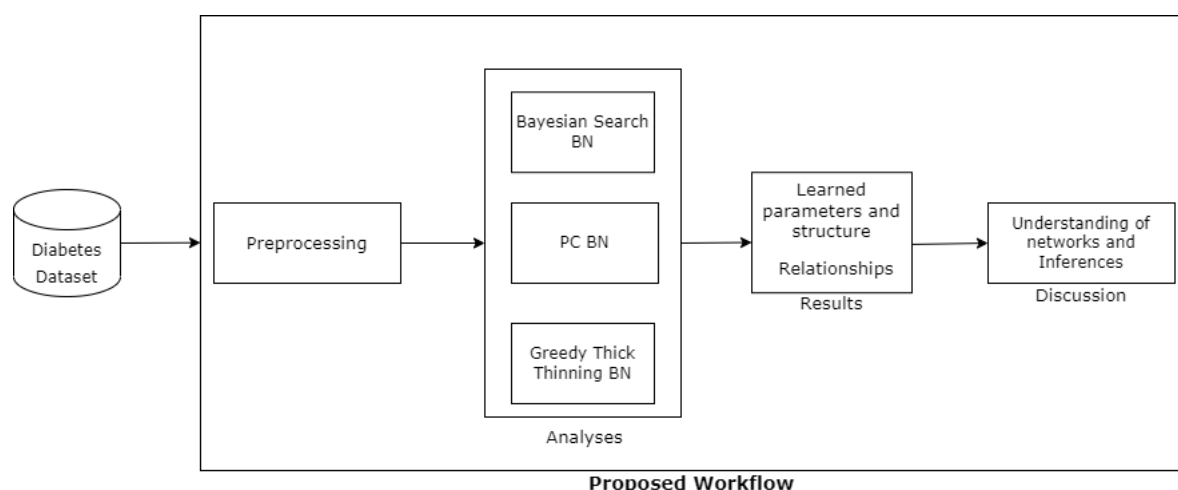 Diabetes
Dataset
Preprocessing
Bayesian Search
BN
PC BN
Greedy Thick
Thinning BN
Analyses
Learned
parameters and
structure
Relationships
Results
Understanding of
networks and
Inferences
Discussion
Proposed Workflow